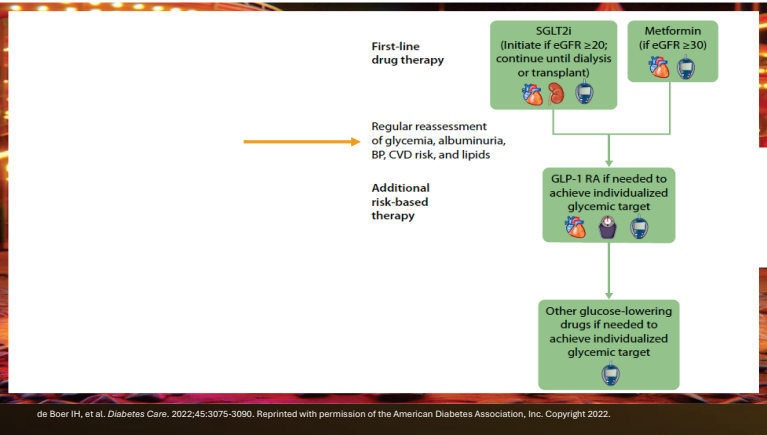 First-line
drug therapy
SGLT2i
(Initiate if eGFR ≥20;
continue until dialysis
or transplant)
Metformin
(if eGFR ≥30)
Regular reassessment
of glycemia, albuminuria,
BP, CVD risk, and lipids
Additional
risk-based
therapy
GLP-1 RA if needed to
achieve individualized
glycemic target
Other glucose-lowering
drugs if needed to
achieve individualized
glycemic target
de Boer IH, et al. Diabetes Care. 2022;45:3075-3090. Reprinted with permission of the American Diabetes Association, Inc. Copyright 2022.